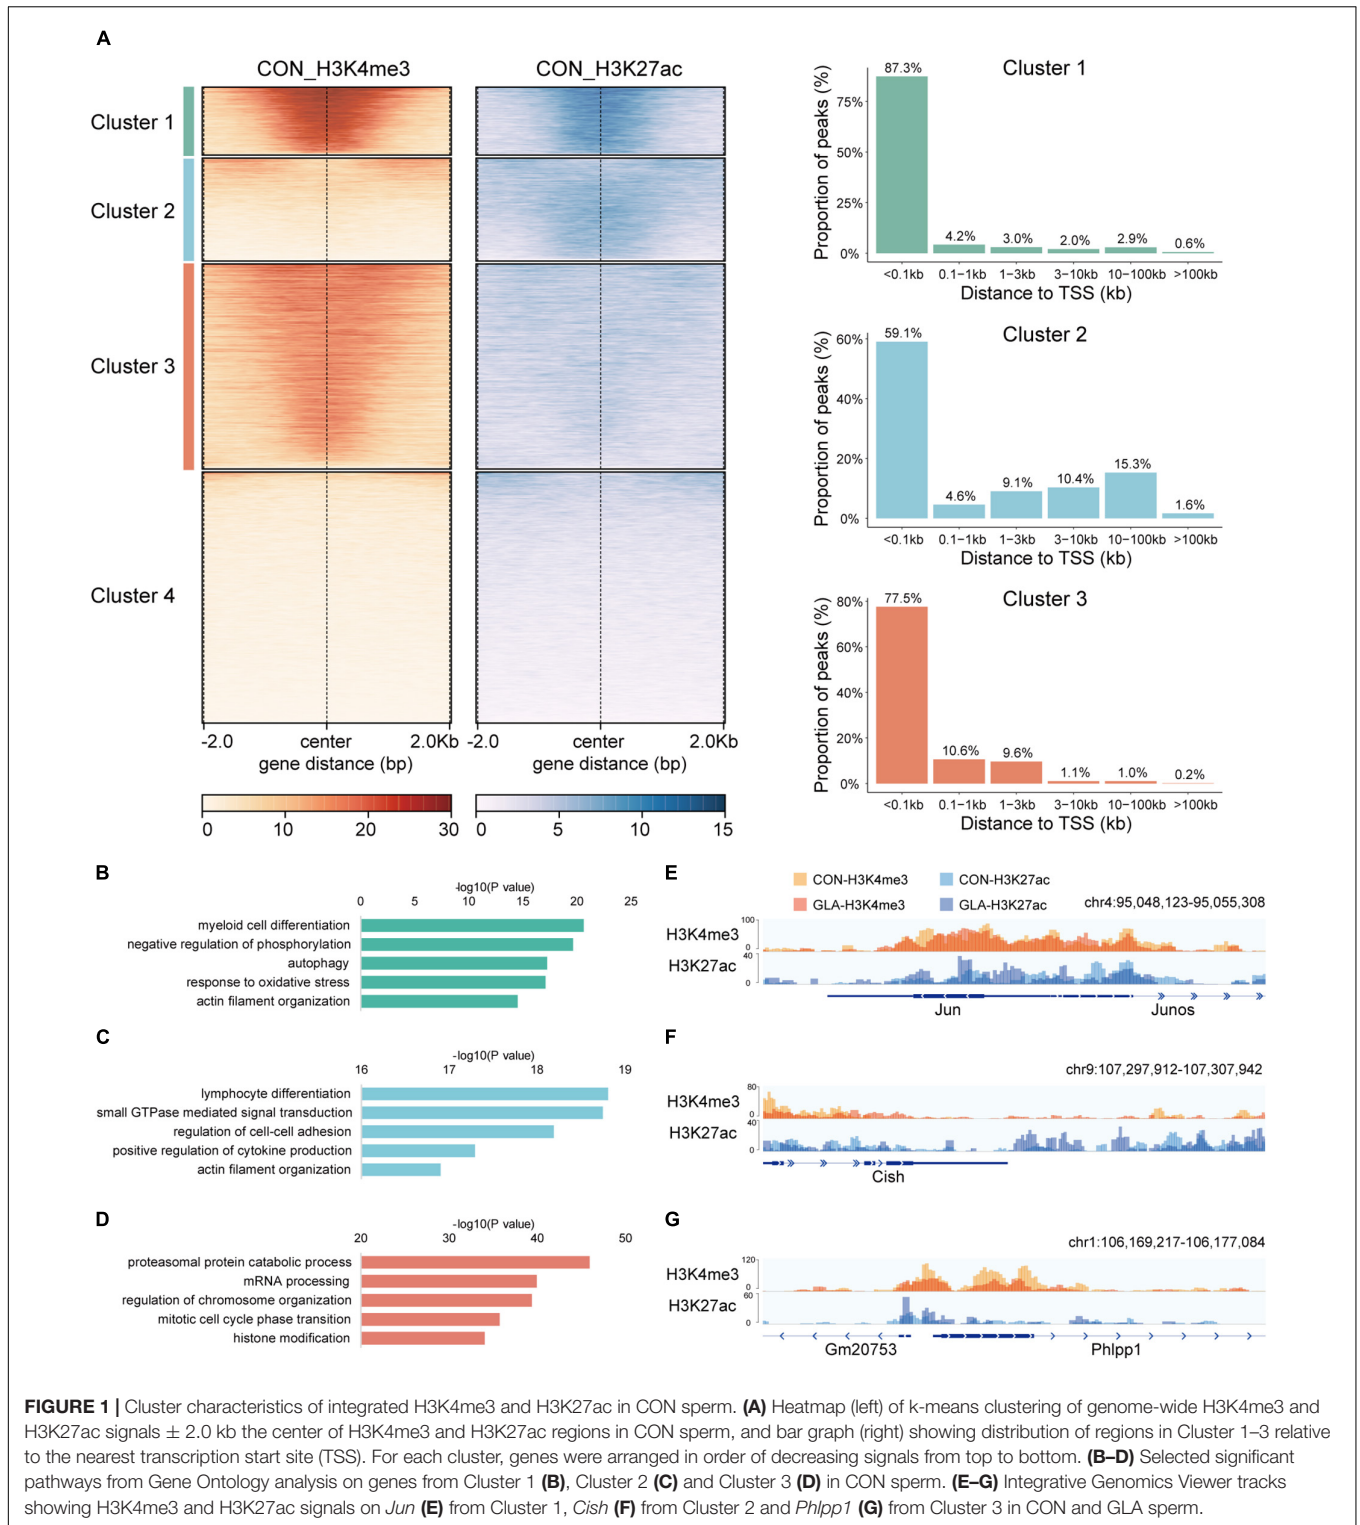 A
CON_H3K4me3
CON_H3K27ac
Cluster 1
Cluster 2
Cluster 3
Cluster 4
-2.0 center 2.0Kb
gene distance (bp)
-2.0 center 2.0Kb
gene distance (bp)
0 10 20 30
0 5 10 15
Cluster 1
Proportion of peaks (%)
75%
50%
25%
0%
87.3%
4.2%
3.0%
2.0%
2.9%
0.6%
<0.1kb 0.1−1kb 1−3kb 3−10kb 10−100kb >100kb
Distance to TSS (kb)
Cluster 2
Proportion of peaks (%)
60%
40%
20%
0%
59.1%
4.6%
9.1%
10.4%
15.3%
1.6%
<0.1kb 0.1−1kb 1−3kb 3−10kb 10−100kb >100kb
Distance to TSS (kb)
Cluster 3
Proportion of peaks (%)
80%
60%
40%
20%
0%
77.5%
10.6%
9.6%
1.1%
1.0%
0.2%
<0.1kb 0.1−1kb 1−3kb 3−10kb 10−100kb >100kb
Distance to TSS (kb)
B
-log10(P value)
0 5 10 15 20 25
myeloid cell differentiation
negative regulation of phosphorylation
autophagy
response to oxidative stress
actin filament organization
C
-log10(P value)
16 17 18 19
lymphocyte differentiation
small GTPase mediated signal transduction
regulation of cell-cell adhesion
positive regulation of cytokine production
actin filament organization
D
-log10(P value)
20 30 40 50
proteasomal protein catabolic process
mRNA processing
regulation of chromosome organization
mitotic cell cycle phase transition
histone modification
E
CON-H3K4me3 CON-H3K27ac
GLA-H3K4me3 GLA-H3K27ac
chr4:95,048,123-95,055,308
H3K4me3
100
0
H3K27ac
40
0
Jun Junos
F
chr9:107,297,912-107,307,942
H3K4me3
80
0
H3K27ac
40
0
Cish
G
chr1:106,169,217-106,177,084
H3K4me3
120
0
H3K27ac
60
0
Gm20753 Phlpp1
FIGURE 1 | Cluster characteristics of integrated H3K4me3 and H3K27ac in CON sperm. (A) Heatmap (left) of k-means clustering of genome-wide H3K4me3 and
H3K27ac signals ± 2.0 kb the center of H3K4me3 and H3K27ac regions in CON sperm, and bar graph (right) showing distribution of regions in Cluster 1–3 relative
to the nearest transcription start site (TSS). For each cluster, genes were arranged in order of decreasing signals from top to bottom. (B–D) Selected significant
pathways from Gene Ontology analysis on genes from Cluster 1 (B), Cluster 2 (C) and Cluster 3 (D) in CON sperm. (E–G) Integrative Genomics Viewer tracks
showing H3K4me3 and H3K27ac signals on Jun (E) from Cluster 1, Cish (F) from Cluster 2 and Phlpp1 (G) from Cluster 3 in CON and GLA sperm.